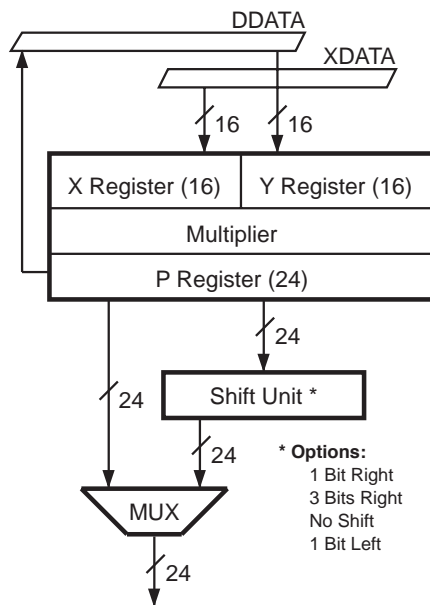 DDATA
XDATA
16
16
X Register (16)
Y Register (16)
Multiplier
P Register (24)
24
24
Shift Unit *
24
* Options:
1 Bit Right
3 Bits Right
No Shift
1 Bit Left
MUX
24